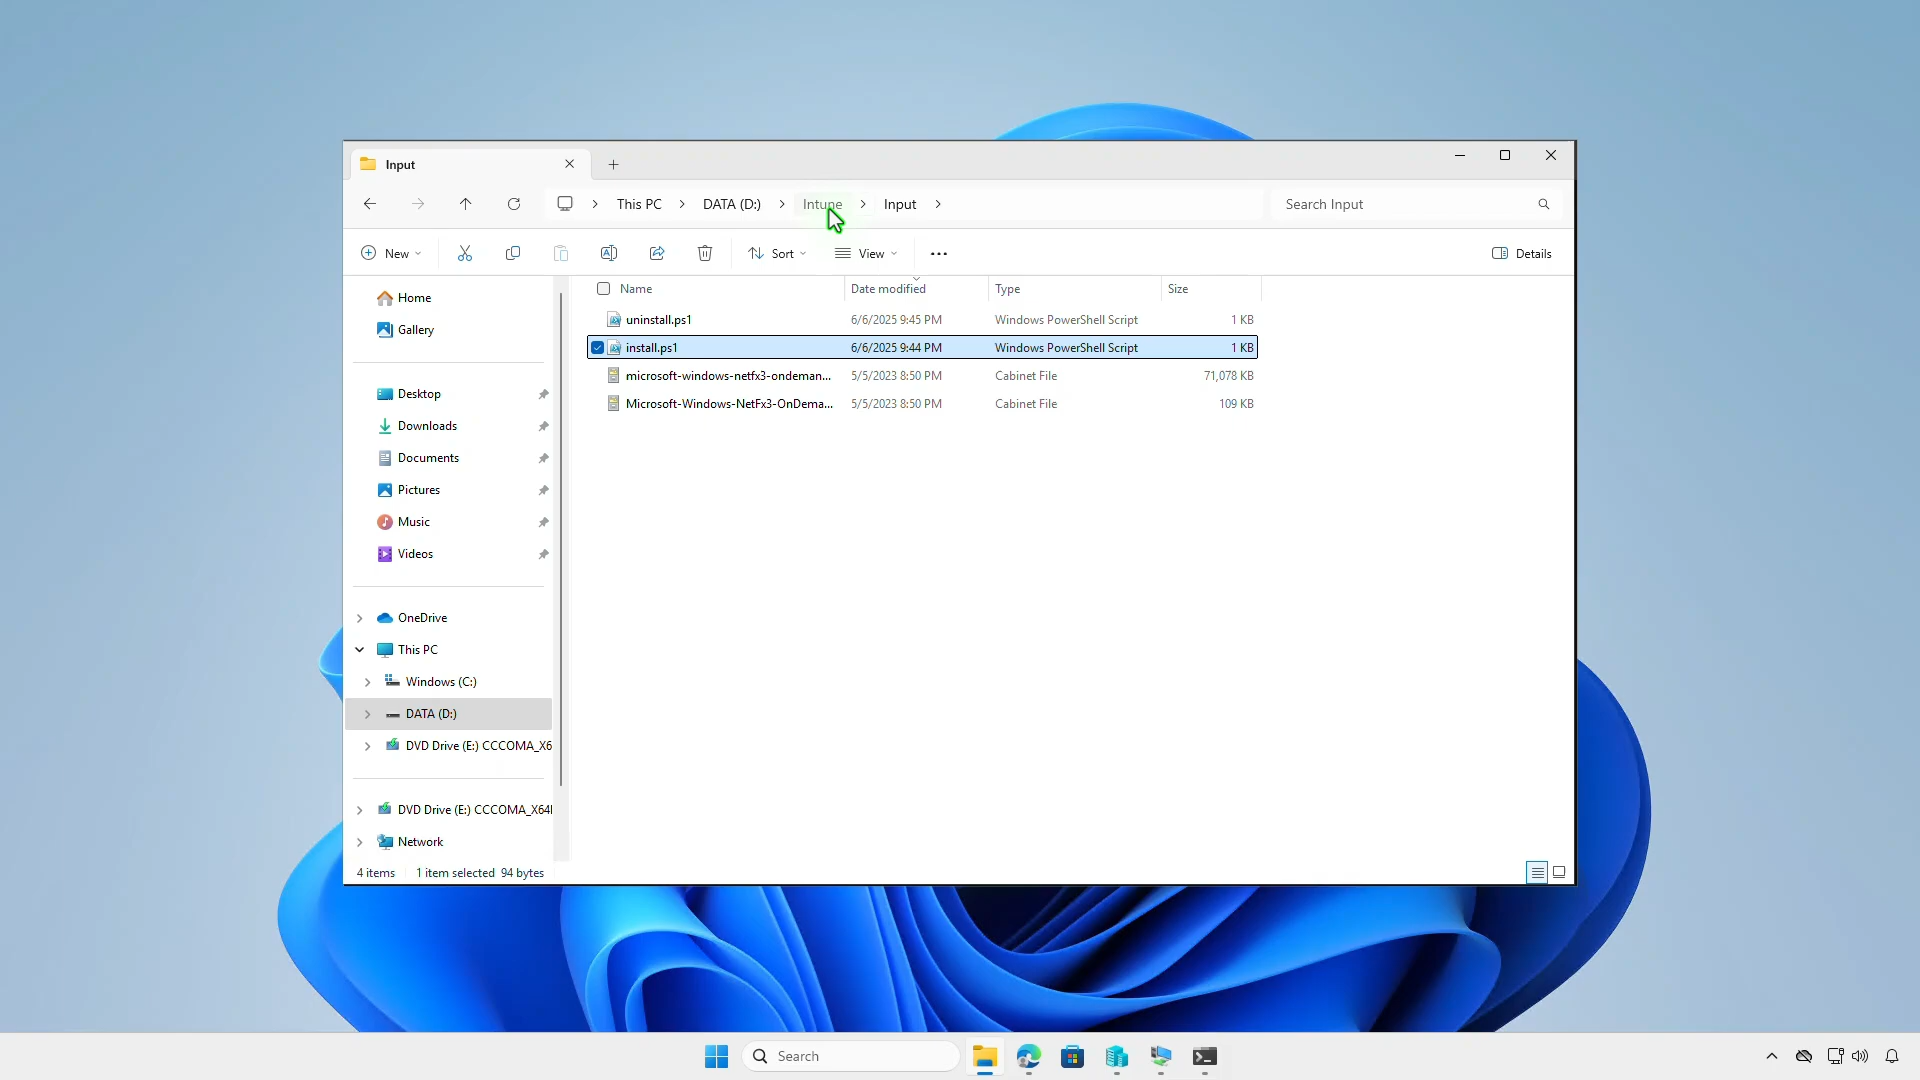 Input
This PC
DATA (D:)
Intune
Input
Search Input
New
Sort
View
Details
Name
Date modified
Type
Size
uninstall.ps1 6/6/2025 9:45 PM Windows PowerShell Script 1 KB
install.ps1 6/6/2025 9:44 PM Windows PowerShell Script 1 KB
microsoft-windows-netfx3-ondeman... 5/5/2023 8:50 PM Cabinet File 71,078 KB
Microsoft-Windows-NetFx3-OnDema... 5/5/2023 8:50 PM Cabinet File 109 KB
Home
Gallery
Desktop
Downloads
Documents
Pictures
Music
Videos
OneDrive
This PC
Windows (C:)
DATA (D:)
DVD Drive (E:) CCCOMA_X6
DVD Drive (E:) CCCOMA_X64
Network
4 items
1 item selected 94 bytes
Search